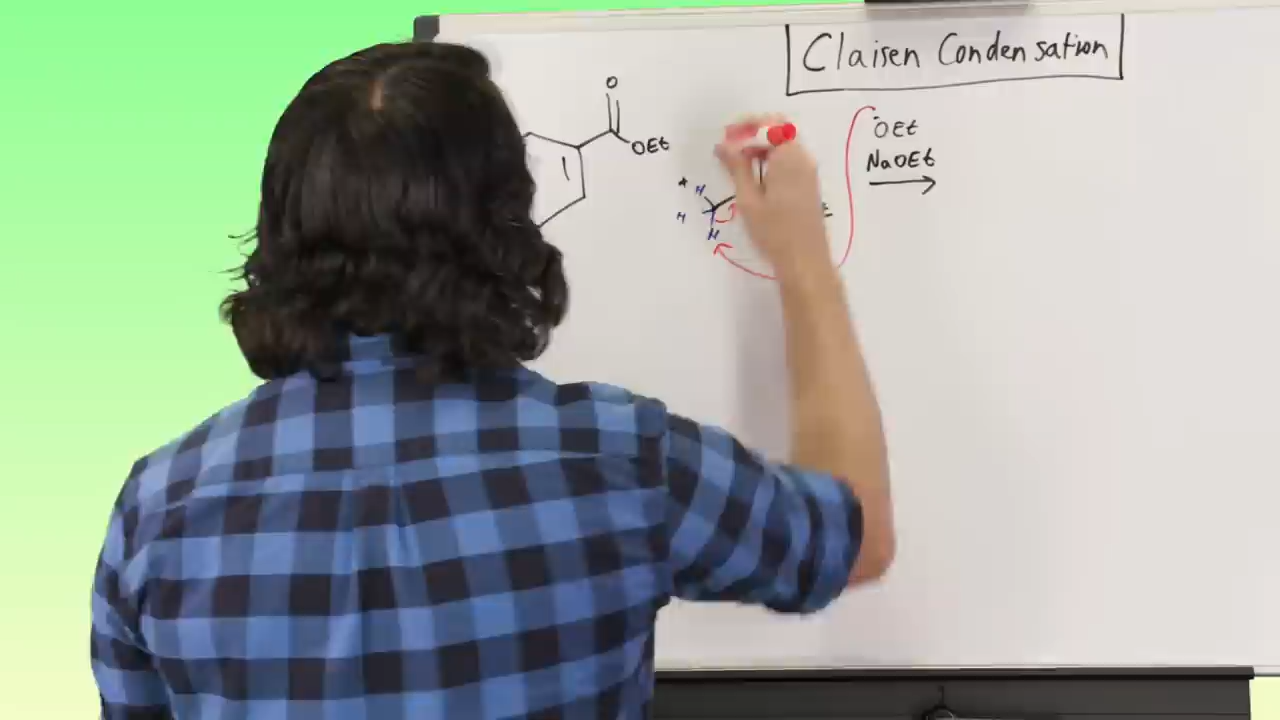 Claisen Condensation
O
OEt
OEt
NaOEt
H
H
H